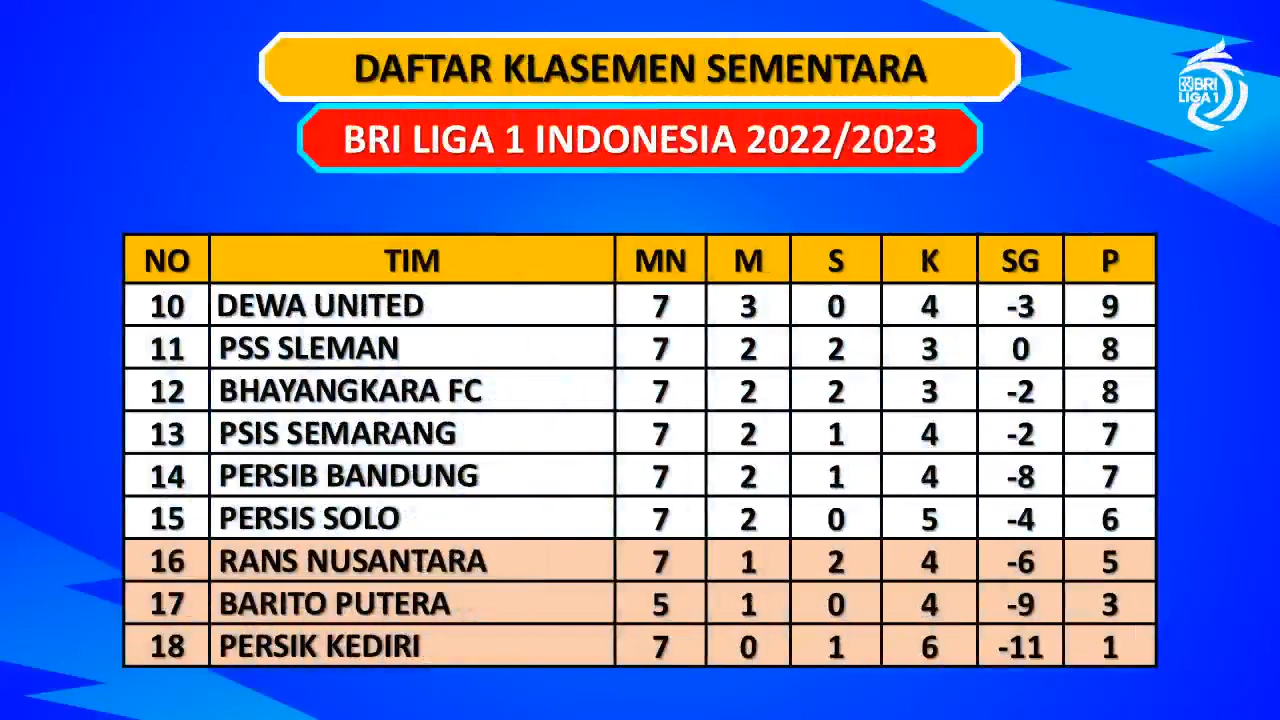 DAFTAR KLASEMEN SEMENTARA
BRI LIGA 1 INDONESIA 2022/2023
BRI
LIGA 1
NO TIM MN M S K SG P
10 DEWA UNITED 7 3 0 4 -3 9
11 PSS SLEMAN 7 2 2 3 0 8
12 BHAYANGKARA FC 7 2 2 3 -2 8
13 PSIS SEMARANG 7 2 1 4 -2 7
14 PERSIB BANDUNG 7 2 1 4 -8 7
15 PERSIS SOLO 7 2 0 5 -4 6
16 RANS NUSANTARA 7 1 2 4 -6 5
17 BARITO PUTERA 5 1 0 4 -9 3
18 PERSIK KEDIRI 7 0 1 6 -11 1